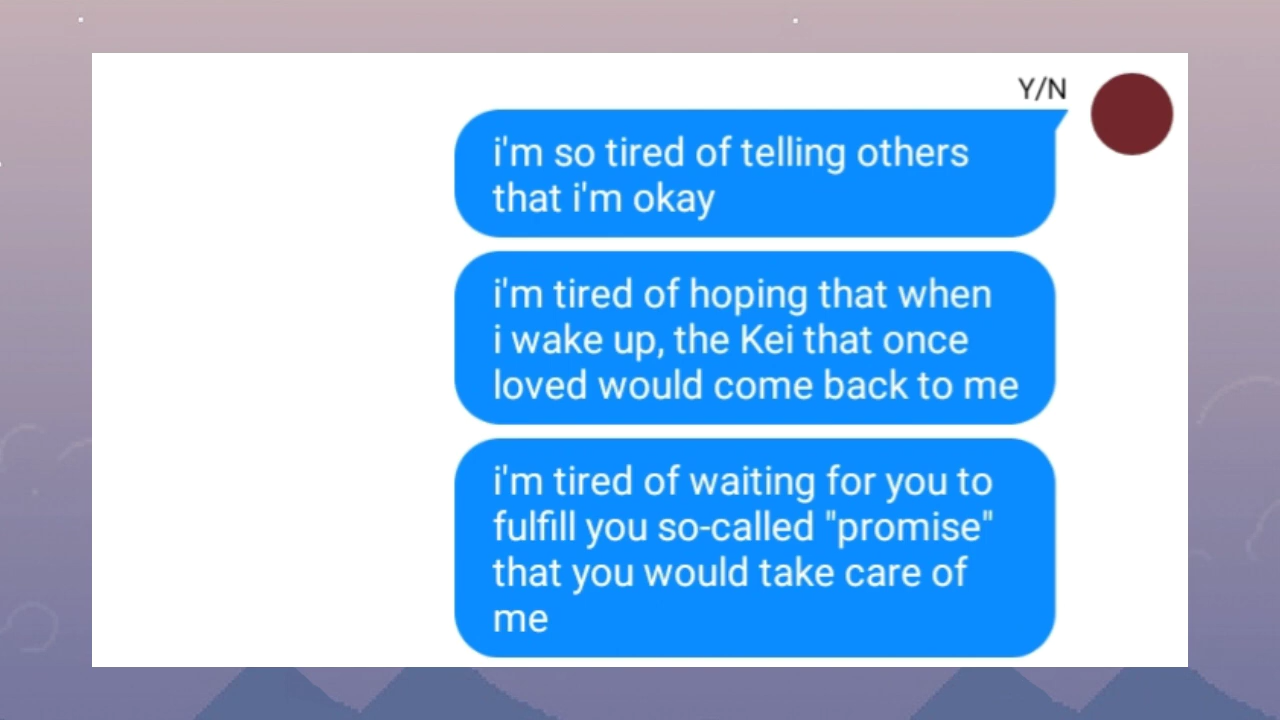 Y/N
i'm so tired of telling others
that i'm okay
i'm tired of hoping that when
i wake up, the Kei that once
loved would come back to me
i'm tired of waiting for you to
fulfill you so-called "promise"
that you would take care of
me